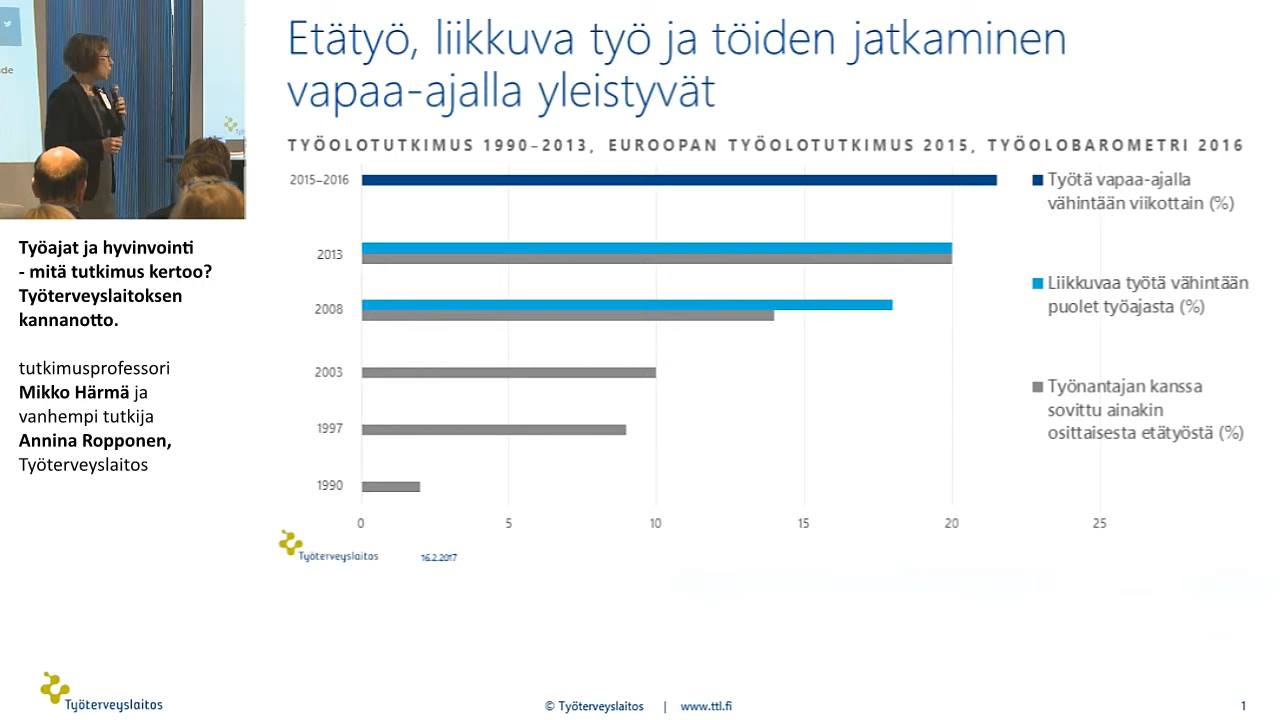 de
Etätyö, liikkuva työ ja töiden jatkaminen
vapaa-ajalla yleistyvät
TYÖOLOTUTKIMUS 1990–2013, EUROOPAN TYÖOLOTUTKIMUS 2015, TYÖOLOBAROMETRI 2016
2015–2016
2013
2008
2003
1997
1990
0
5
10
15
20
25
Työtä vapaa-ajalla
vähintään viikottain (%)
Liikkuvaa työtä vähintään
puolet työajasta (%)
Työnantajan kanssa
sovittu ainakin
osittaisesta etätyöstä (%)
Työterveyslaitos
16.2.2017
Työajat ja hyvinvointi
- mitä tutkimus kertoo?
Työterveyslaitoksen
kannanotto.
tutkimusprofessori
Mikko Härmä ja
vanhempi tutkija
Annina Ropponen,
Työterveyslaitos
Työterveyslaitos
© Työterveyslaitos | www.ttl.fi
1